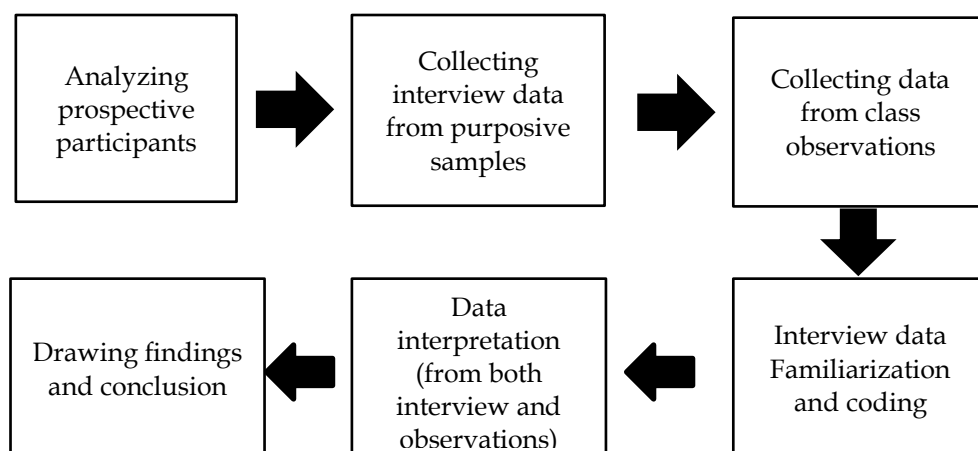 Analyzing
prospective
participants
Collecting
interview data
from purposive
samples
Collecting data
from class
observations
Interview data
Familiarization
and coding
Data
interpretation
(from both
interview and
observations)
Drawing findings
and conclusion